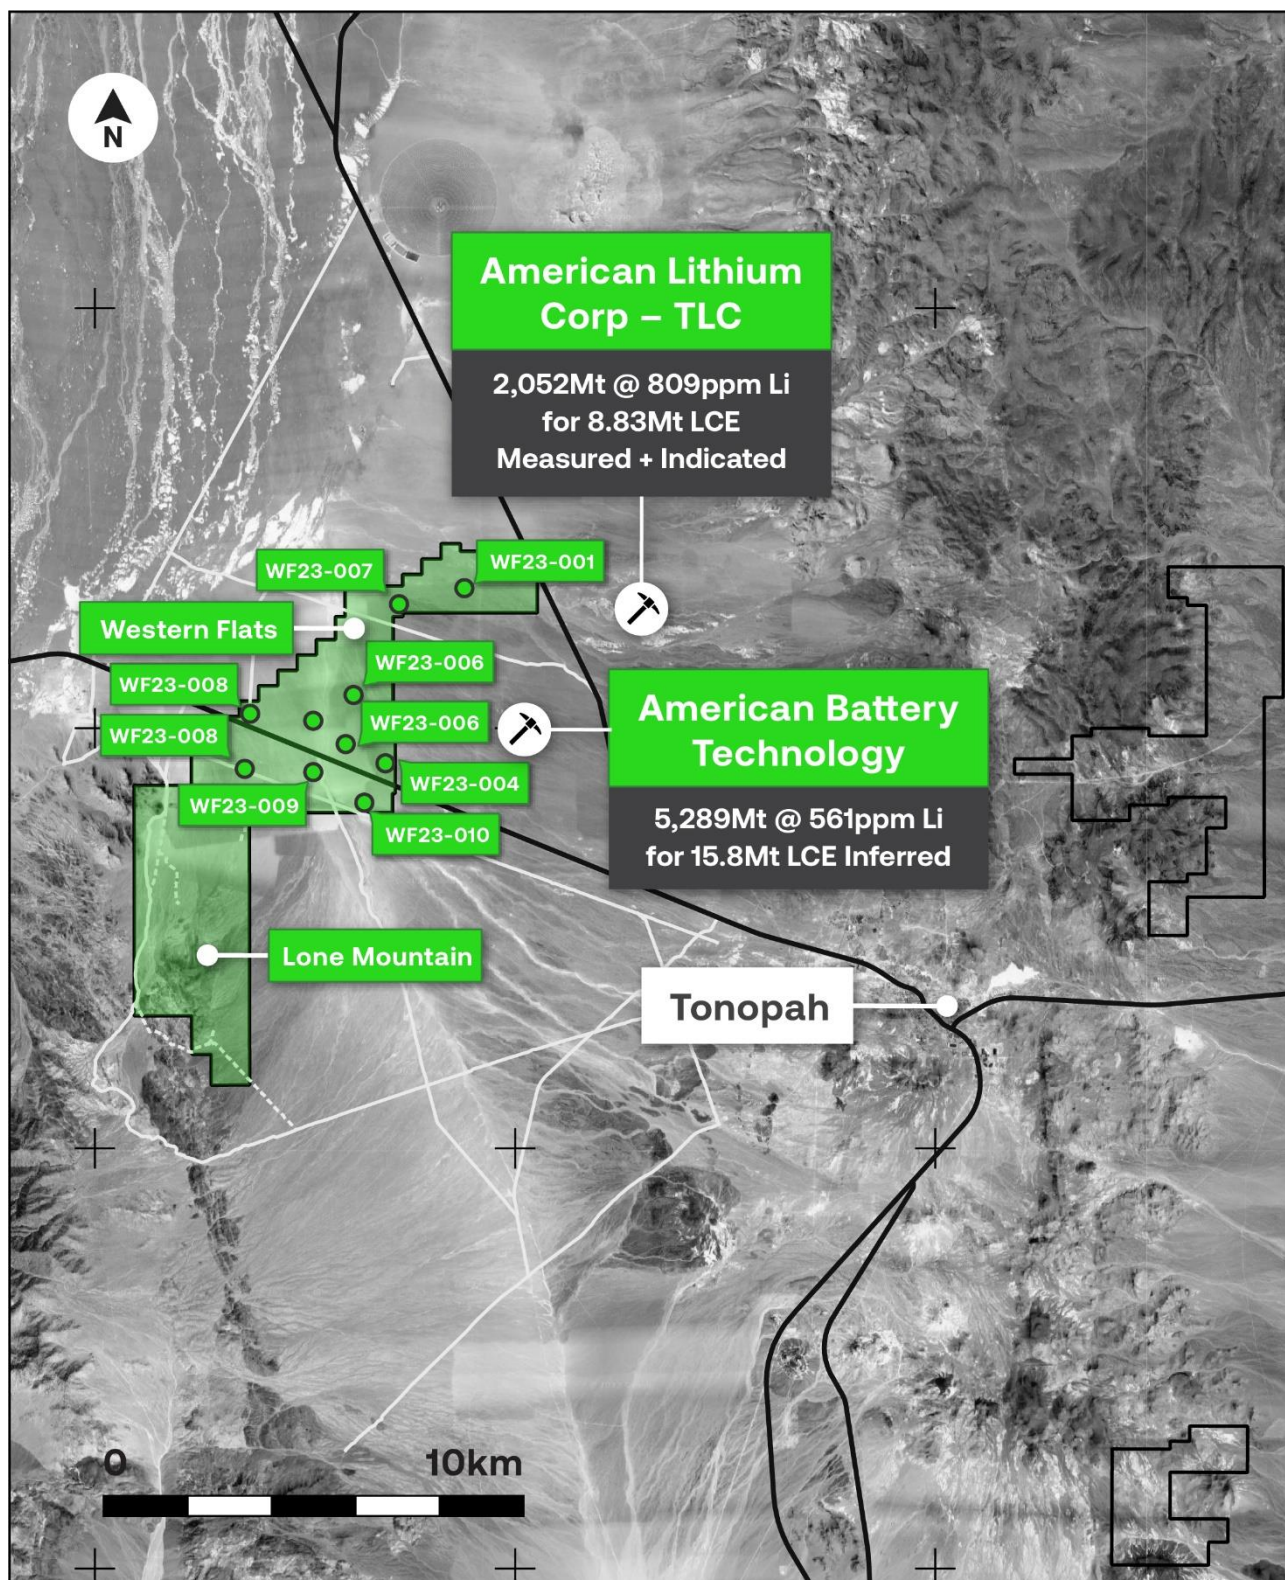 N
American Lithium
Corp – TLC
2,052Mt @ 809ppm Li
for 8.83Mt LCE
Measured + Indicated
WF23-007
WF23-001
Western Flats
WF23-006
WF23-008
WF23-006
WF23-008
WF23-004
WF23-009
WF23-010
American Battery
Technology
5,289Mt @ 561ppm Li
for 15.8Mt LCE Inferred
Lone Mountain
Tonopah
0 10km